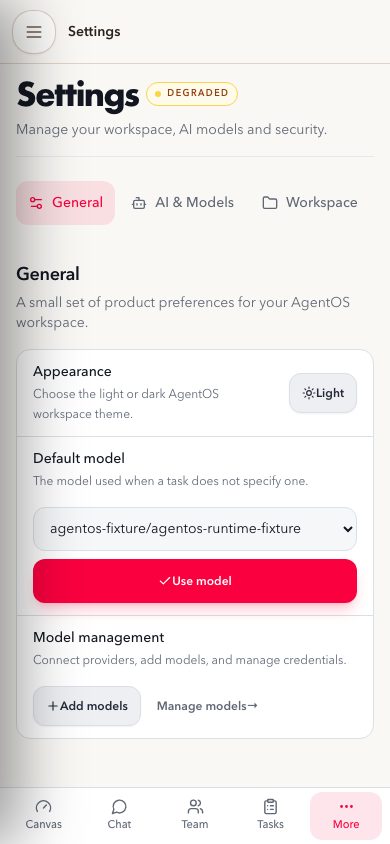 Settings
Settings
DEGRADED
Manage your workspace, AI models and security.
General
AI & Models
Workspace
General
A small set of product preferences for your AgentOS
workspace.
Appearance
Choose the light or dark AgentOS
workspace theme.
Light
Default model
The model used when a task does not specify one.
agentos-fixture/agentos-runtime-fixture
Use model
Model management
Connect providers, add models, and manage credentials.
+Add models
Manage models→
Canvas
Chat
Team
Tasks
More